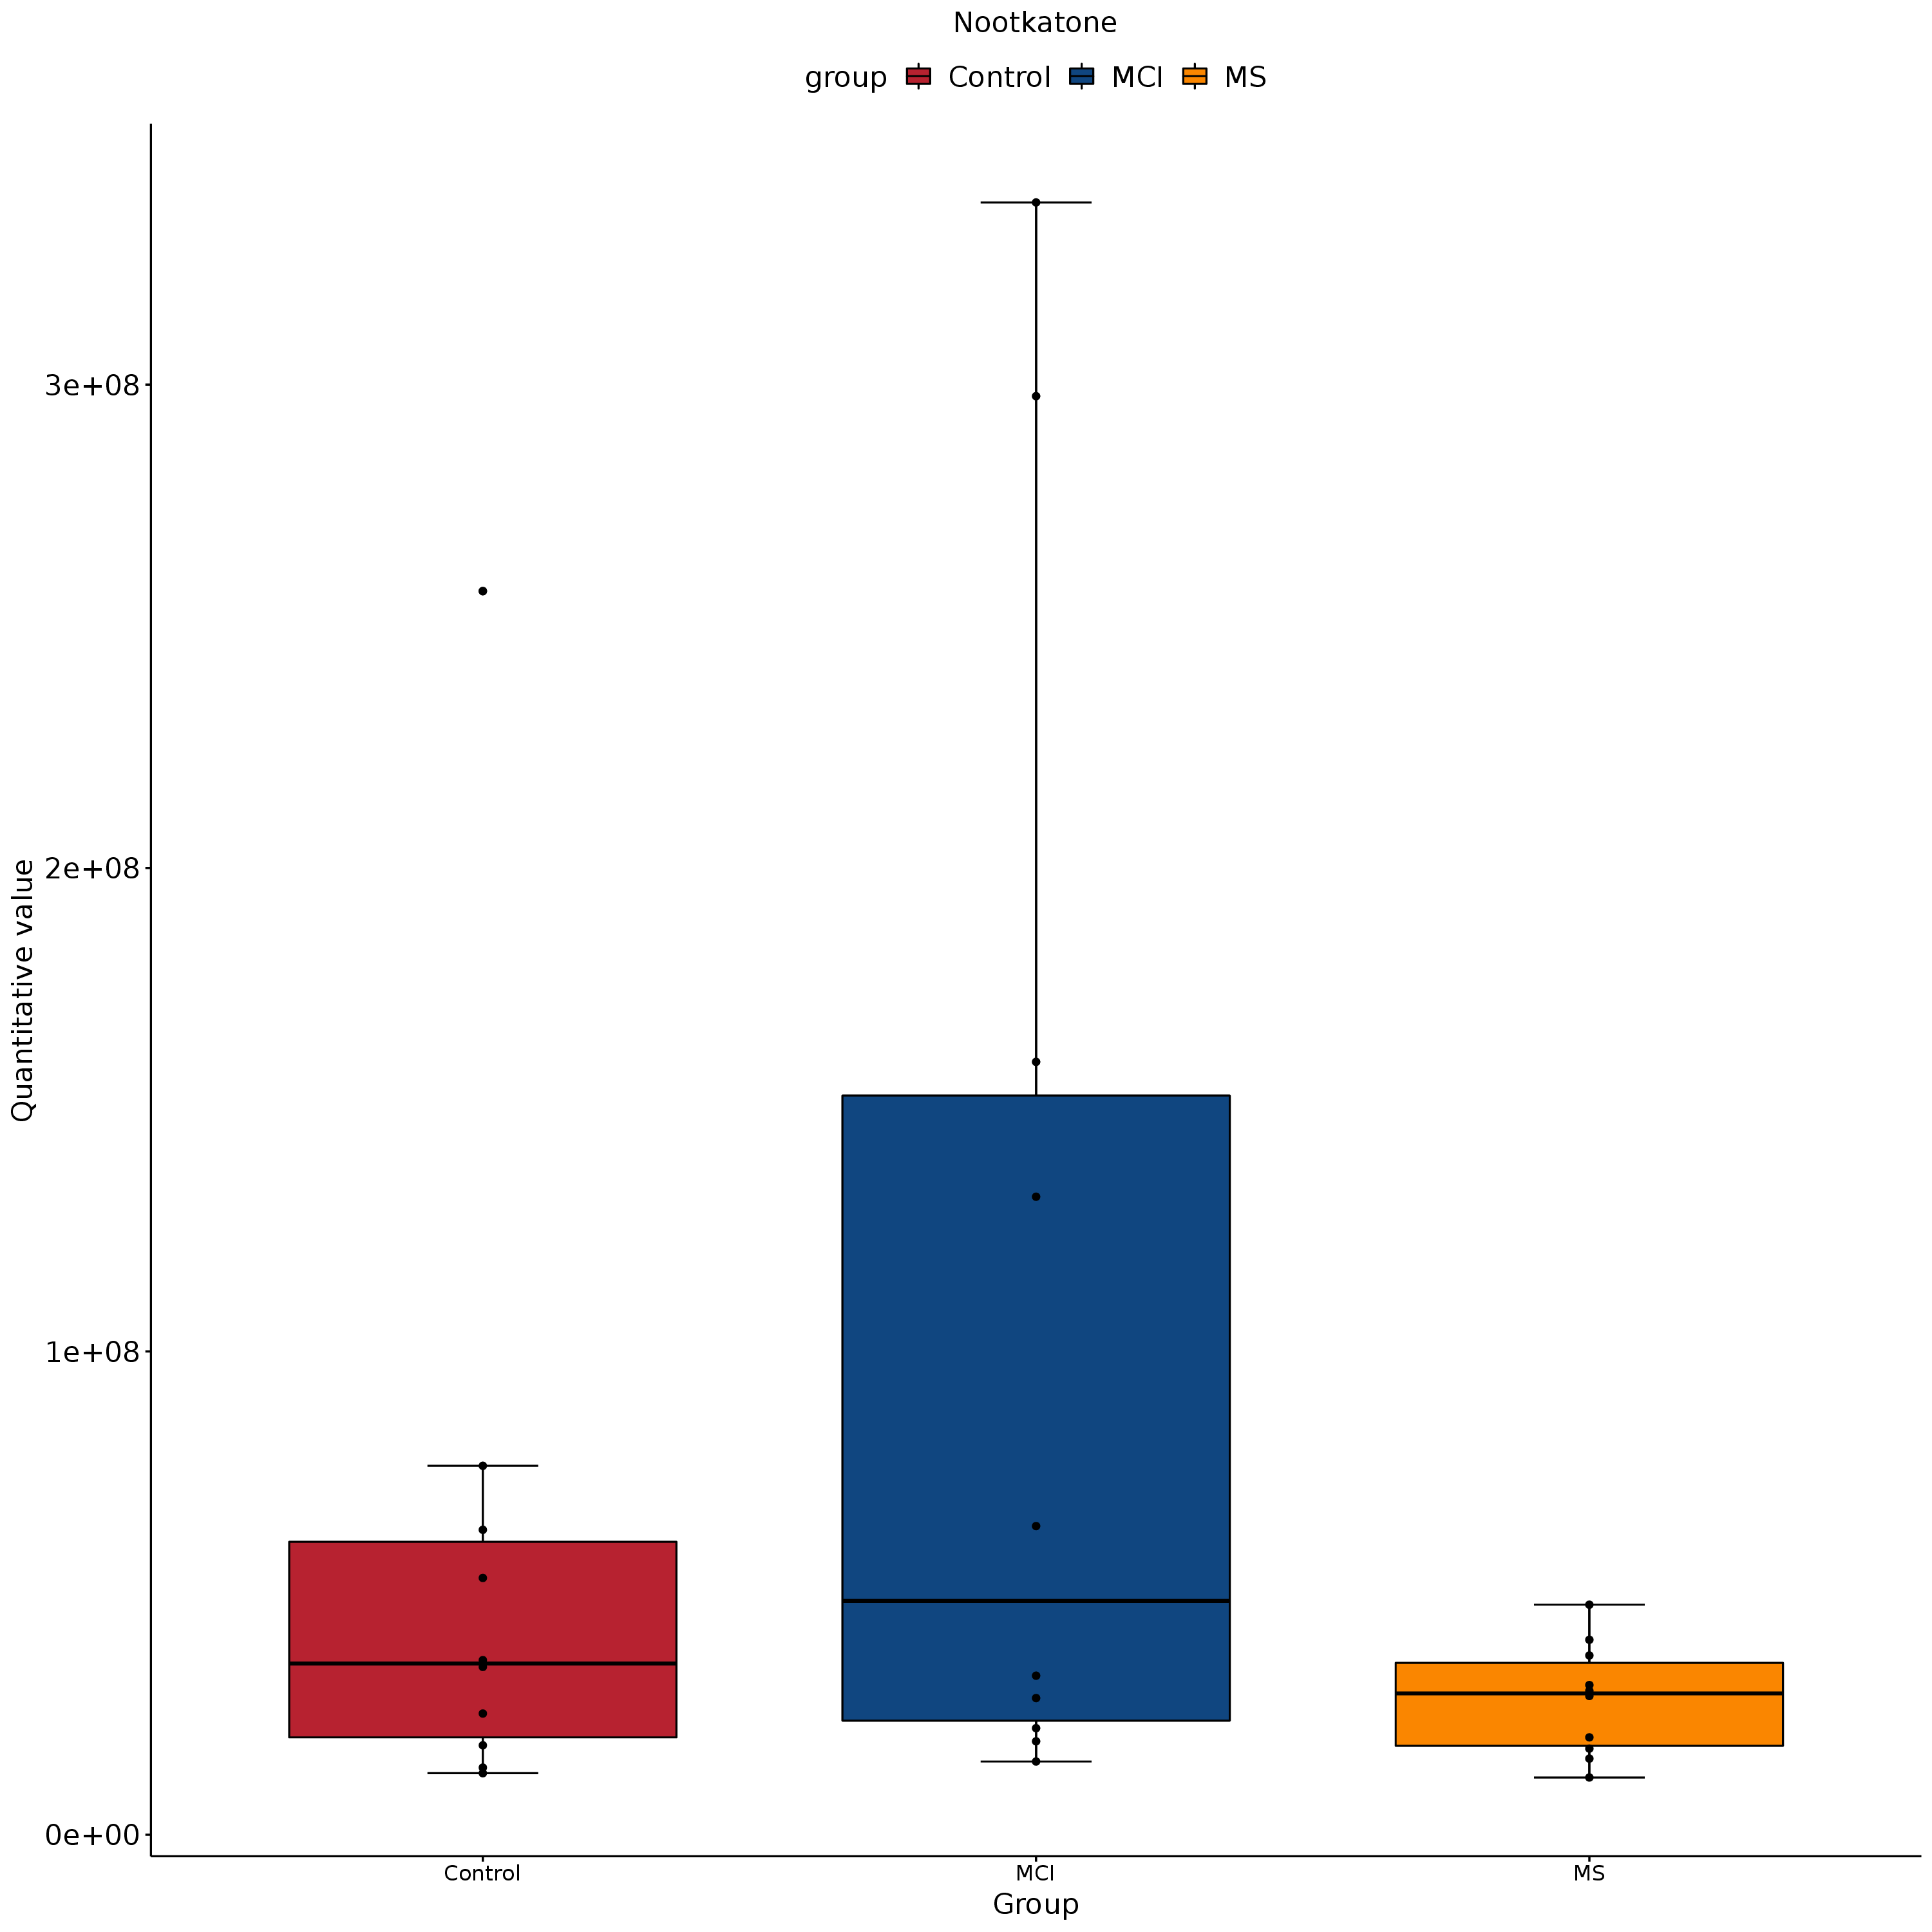 Nootkatone
group Control MCI MS
3e+08
2e+08
1e+08
0e+00
Quantitative value
Control MCI MS
Group